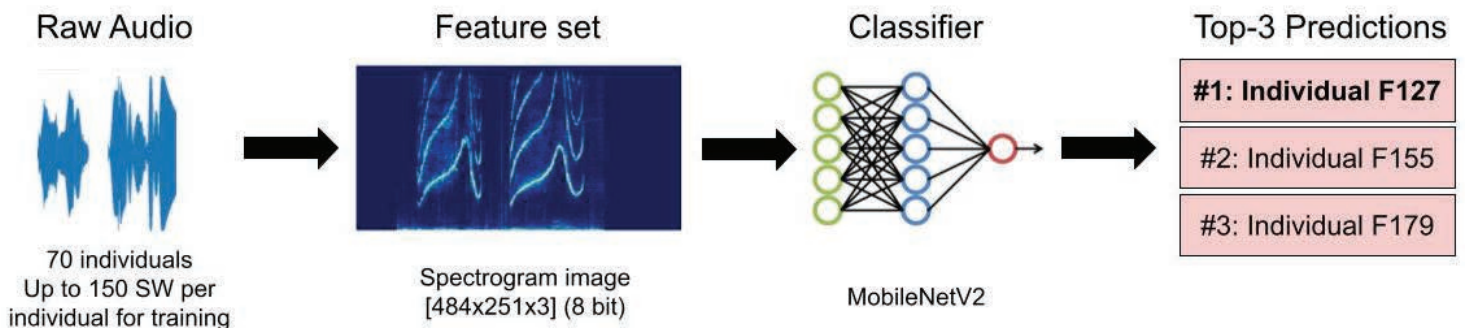 Raw Audio
70 individuals
Up to 150 SW per
individual for training
Feature set
Spectrogram image
[484x251x3] (8 bit)
Classifier
MobileNetV2
Top-3 Predictions
#1: Individual F127
#2: Individual F155
#3: Individual F179